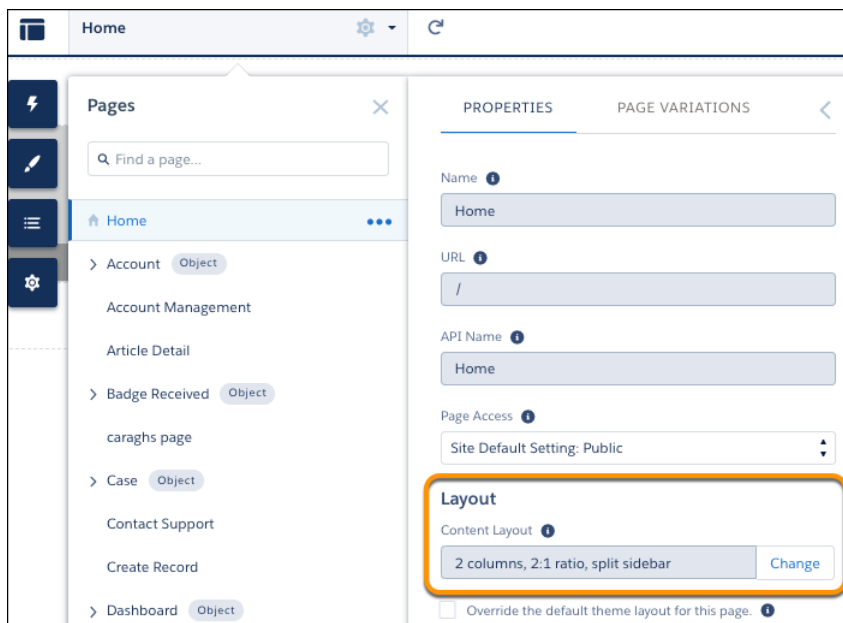 Home
Pages
Find a page...
Home
Account Object
Account Management
Article Detail
Badge Received Object
caraghs page
Case Object
Contact Support
Create Record
Dashboard Object
PROPERTIES PAGE VARIATIONS
Name
Home
URL
/
API Name
Home
Page Access
Site Default Setting: Public
Layout
Content Layout
2 columns, 2:1 ratio, split sidebar Change
Override the default theme layout for this page.